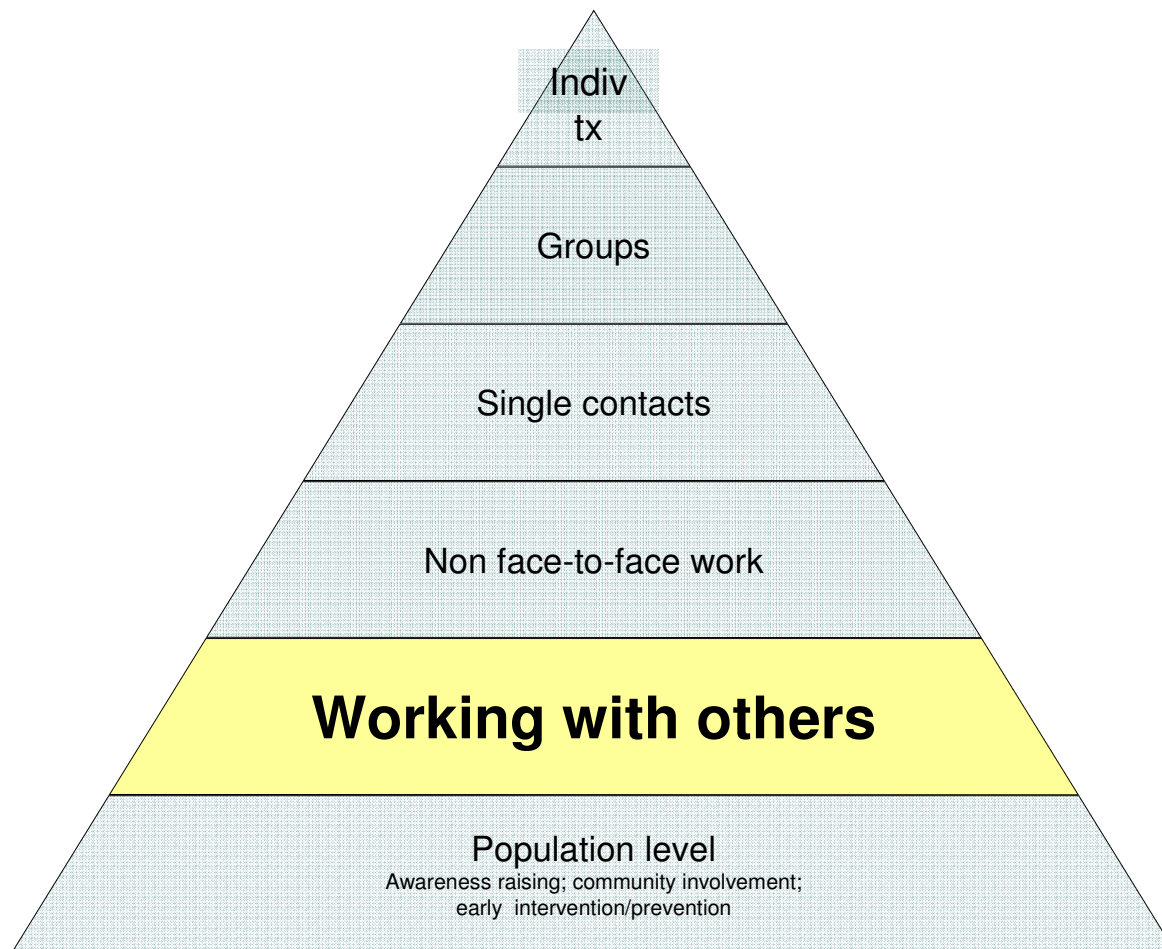 Indiv
tx
Groups
Single contacts
Non face-to-face work
Working with others
Population level
Awareness raising; community involvement;
early intervention/prevention